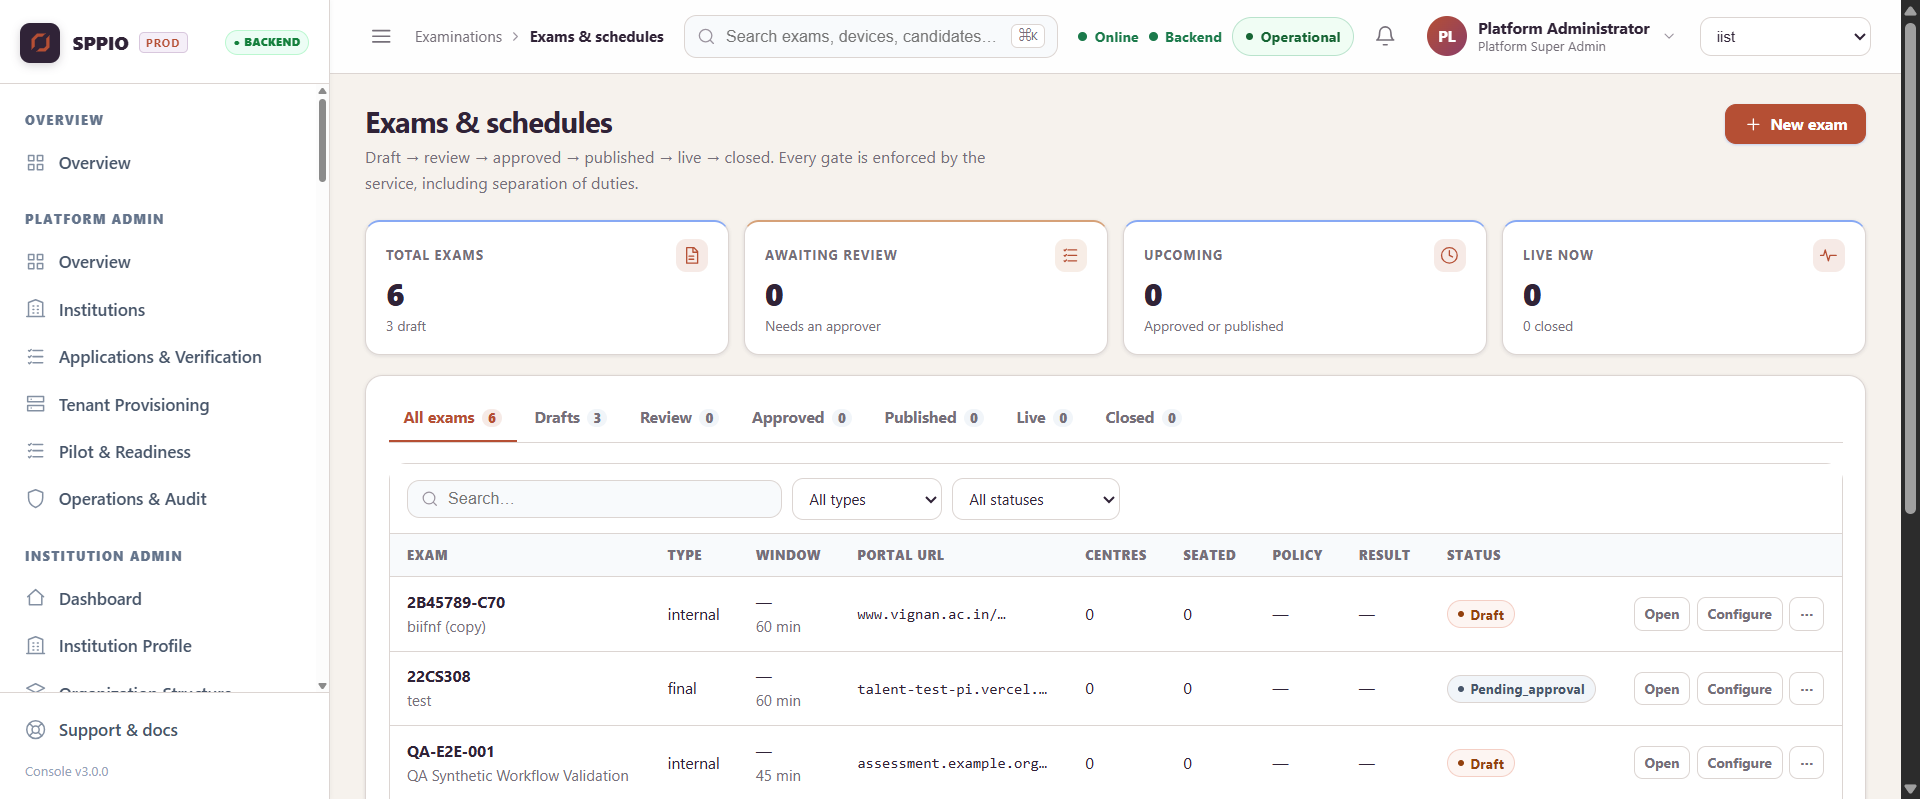 SPPIO PROD
BACKEND
Examinations > Exams & schedules
Search exams, devices, candidates… ⌘K
Online Backend Operational
PL
Platform Administrator
Platform Super Admin
iist
OVERVIEW
Overview
PLATFORM ADMIN
Overview
Institutions
Applications & Verification
Tenant Provisioning
Pilot & Readiness
Operations & Audit
INSTITUTION ADMIN
Dashboard
Institution Profile
Organization Structure
Support & docs
Console v3.0.0
Exams & schedules
Draft → review → approved → published → live → closed. Every gate is enforced by the
service, including separation of duties.
+ New exam
TOTAL EXAMS
6
3 draft
AWAITING REVIEW
0
Needs an approver
UPCOMING
0
Approved or published
LIVE NOW
0
0 closed
All exams 6 Drafts 3 Review 0 Approved 0 Published 0 Live 0 Closed 0
Search… All types All statuses
EXAM TYPE WINDOW PORTAL URL CENTRES SEATED POLICY RESULT STATUS
2B45789-C70
biifnf (copy)
internal
—
60 min
www.vignan.ac.in/…
0 0 — — Draft Open Configure ···
22CS308
test
final
—
60 min
talent-test-pi.vercel.…
0 0 — — Pending_approval Open Configure ···
QA-E2E-001
QA Synthetic Workflow Validation
internal
—
45 min
assessment.example.org…
0 0 — — Draft Open Configure ···